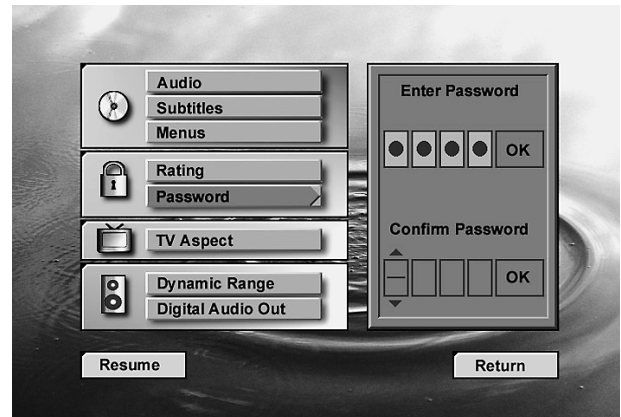 Audio
Subtitles
Menus
Rating
Password
TV Aspect
Dynamic Range
Digital Audio Out
Enter Password
OK
Confirm Password
OK
Resume
Return